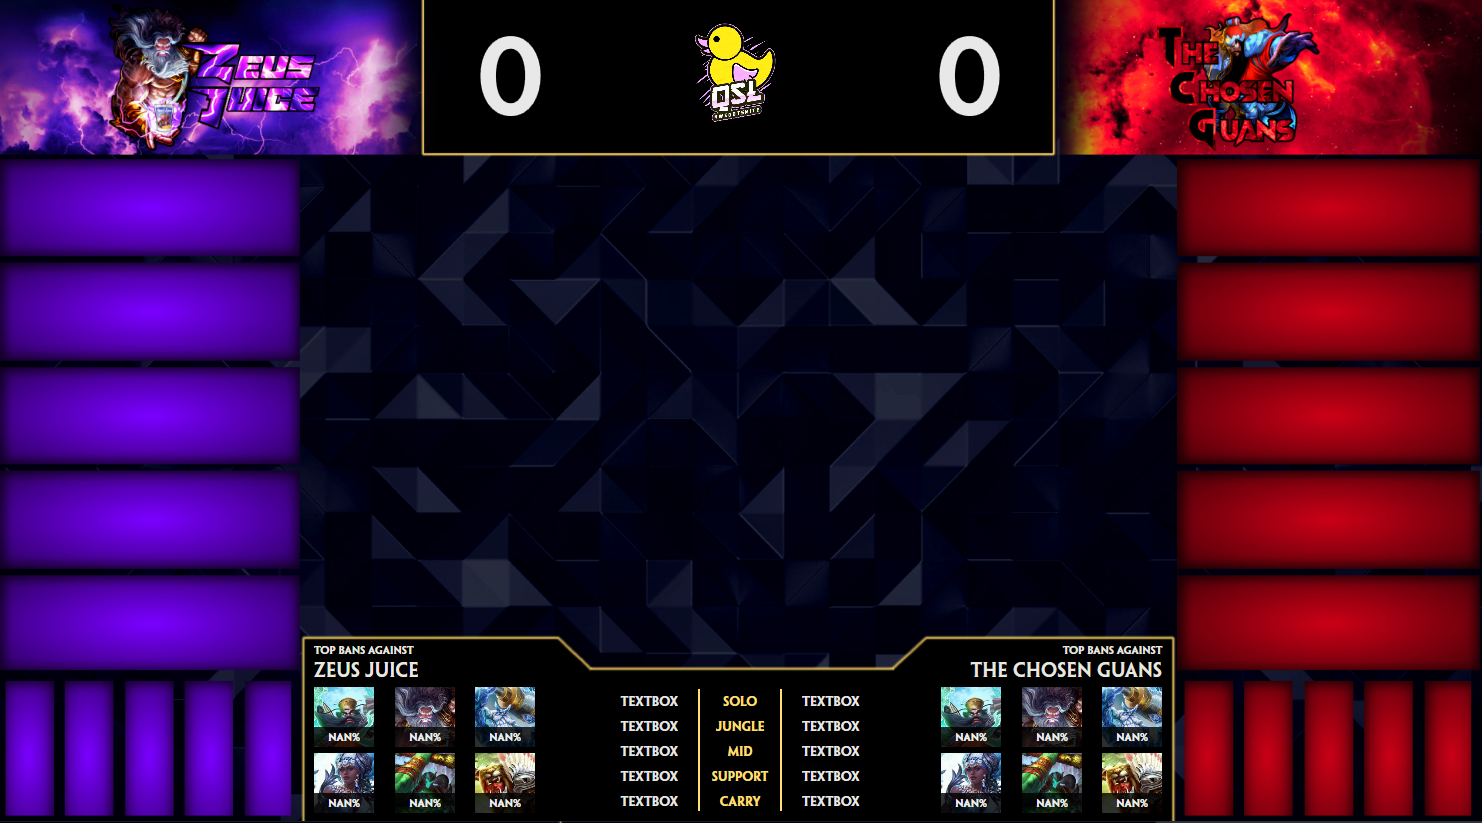 ZEUS
JUICE
0
QSL
0
THE
CHOSEN
GUANS
TOP BANS AGAINST
ZEUS JUICE
NAN% NAN% NAN%
NAN% NAN% NAN%
TEXTBOX SOLO TEXTBOX
TEXTBOX JUNGLE TEXTBOX
TEXTBOX MID TEXTBOX
TEXTBOX SUPPORT TEXTBOX
TEXTBOX CARRY TEXTBOX
TOP BANS AGAINST
THE CHOSEN GUANS
NAN% NAN% NAN%
NAN% NAN% NAN%